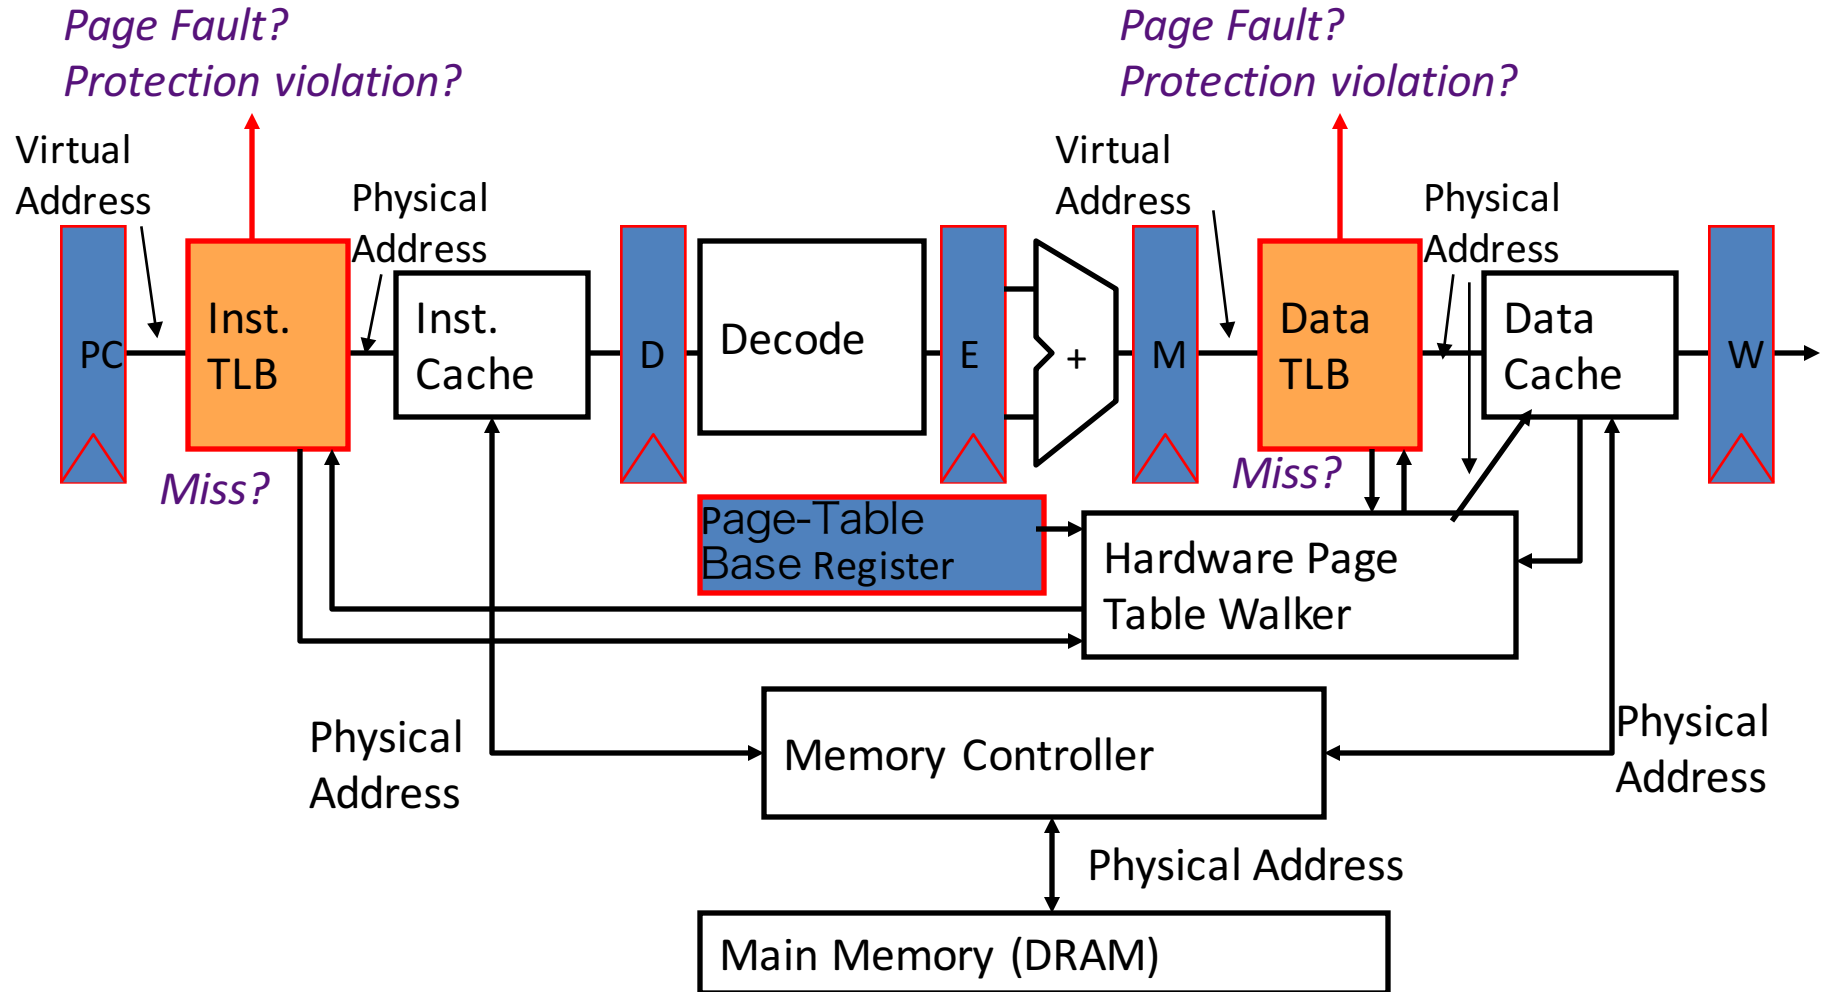 Page Fault?
Protection violation?
Page Fault?
Protection violation?
Virtual
Address
Physical
Address
Virtual
Address
Physical
Address
PC
Inst.
TLB
Inst.
Cache
D
Decode
E
+
M
Data
TLB
Data
Cache
W
Miss?
Miss?
Page-Table
Base Register
Hardware Page
Table Walker
Physical
Address
Memory Controller
Physical
Address
Physical Address
Main Memory (DRAM)